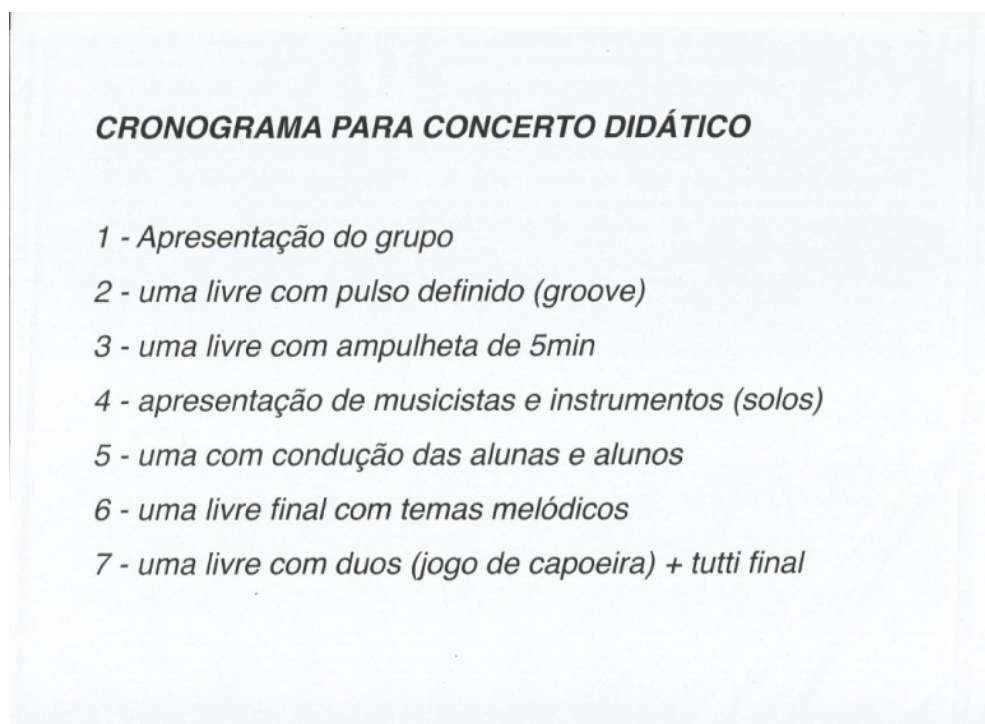 CRONOGRAMA PARA CONCERTO DIDÁTICO
1 - Apresentação do grupo
2 - uma livre com pulso definido (groove)
3 - uma livre com ampulheta de 5min
4 - apresentação de musicistas e instrumentos (solos)
5 - uma com condução das alunas e alunos
6 - uma livre final com temas melódicos
7 - uma livre com duos (jogo de capoeira) + tutti final